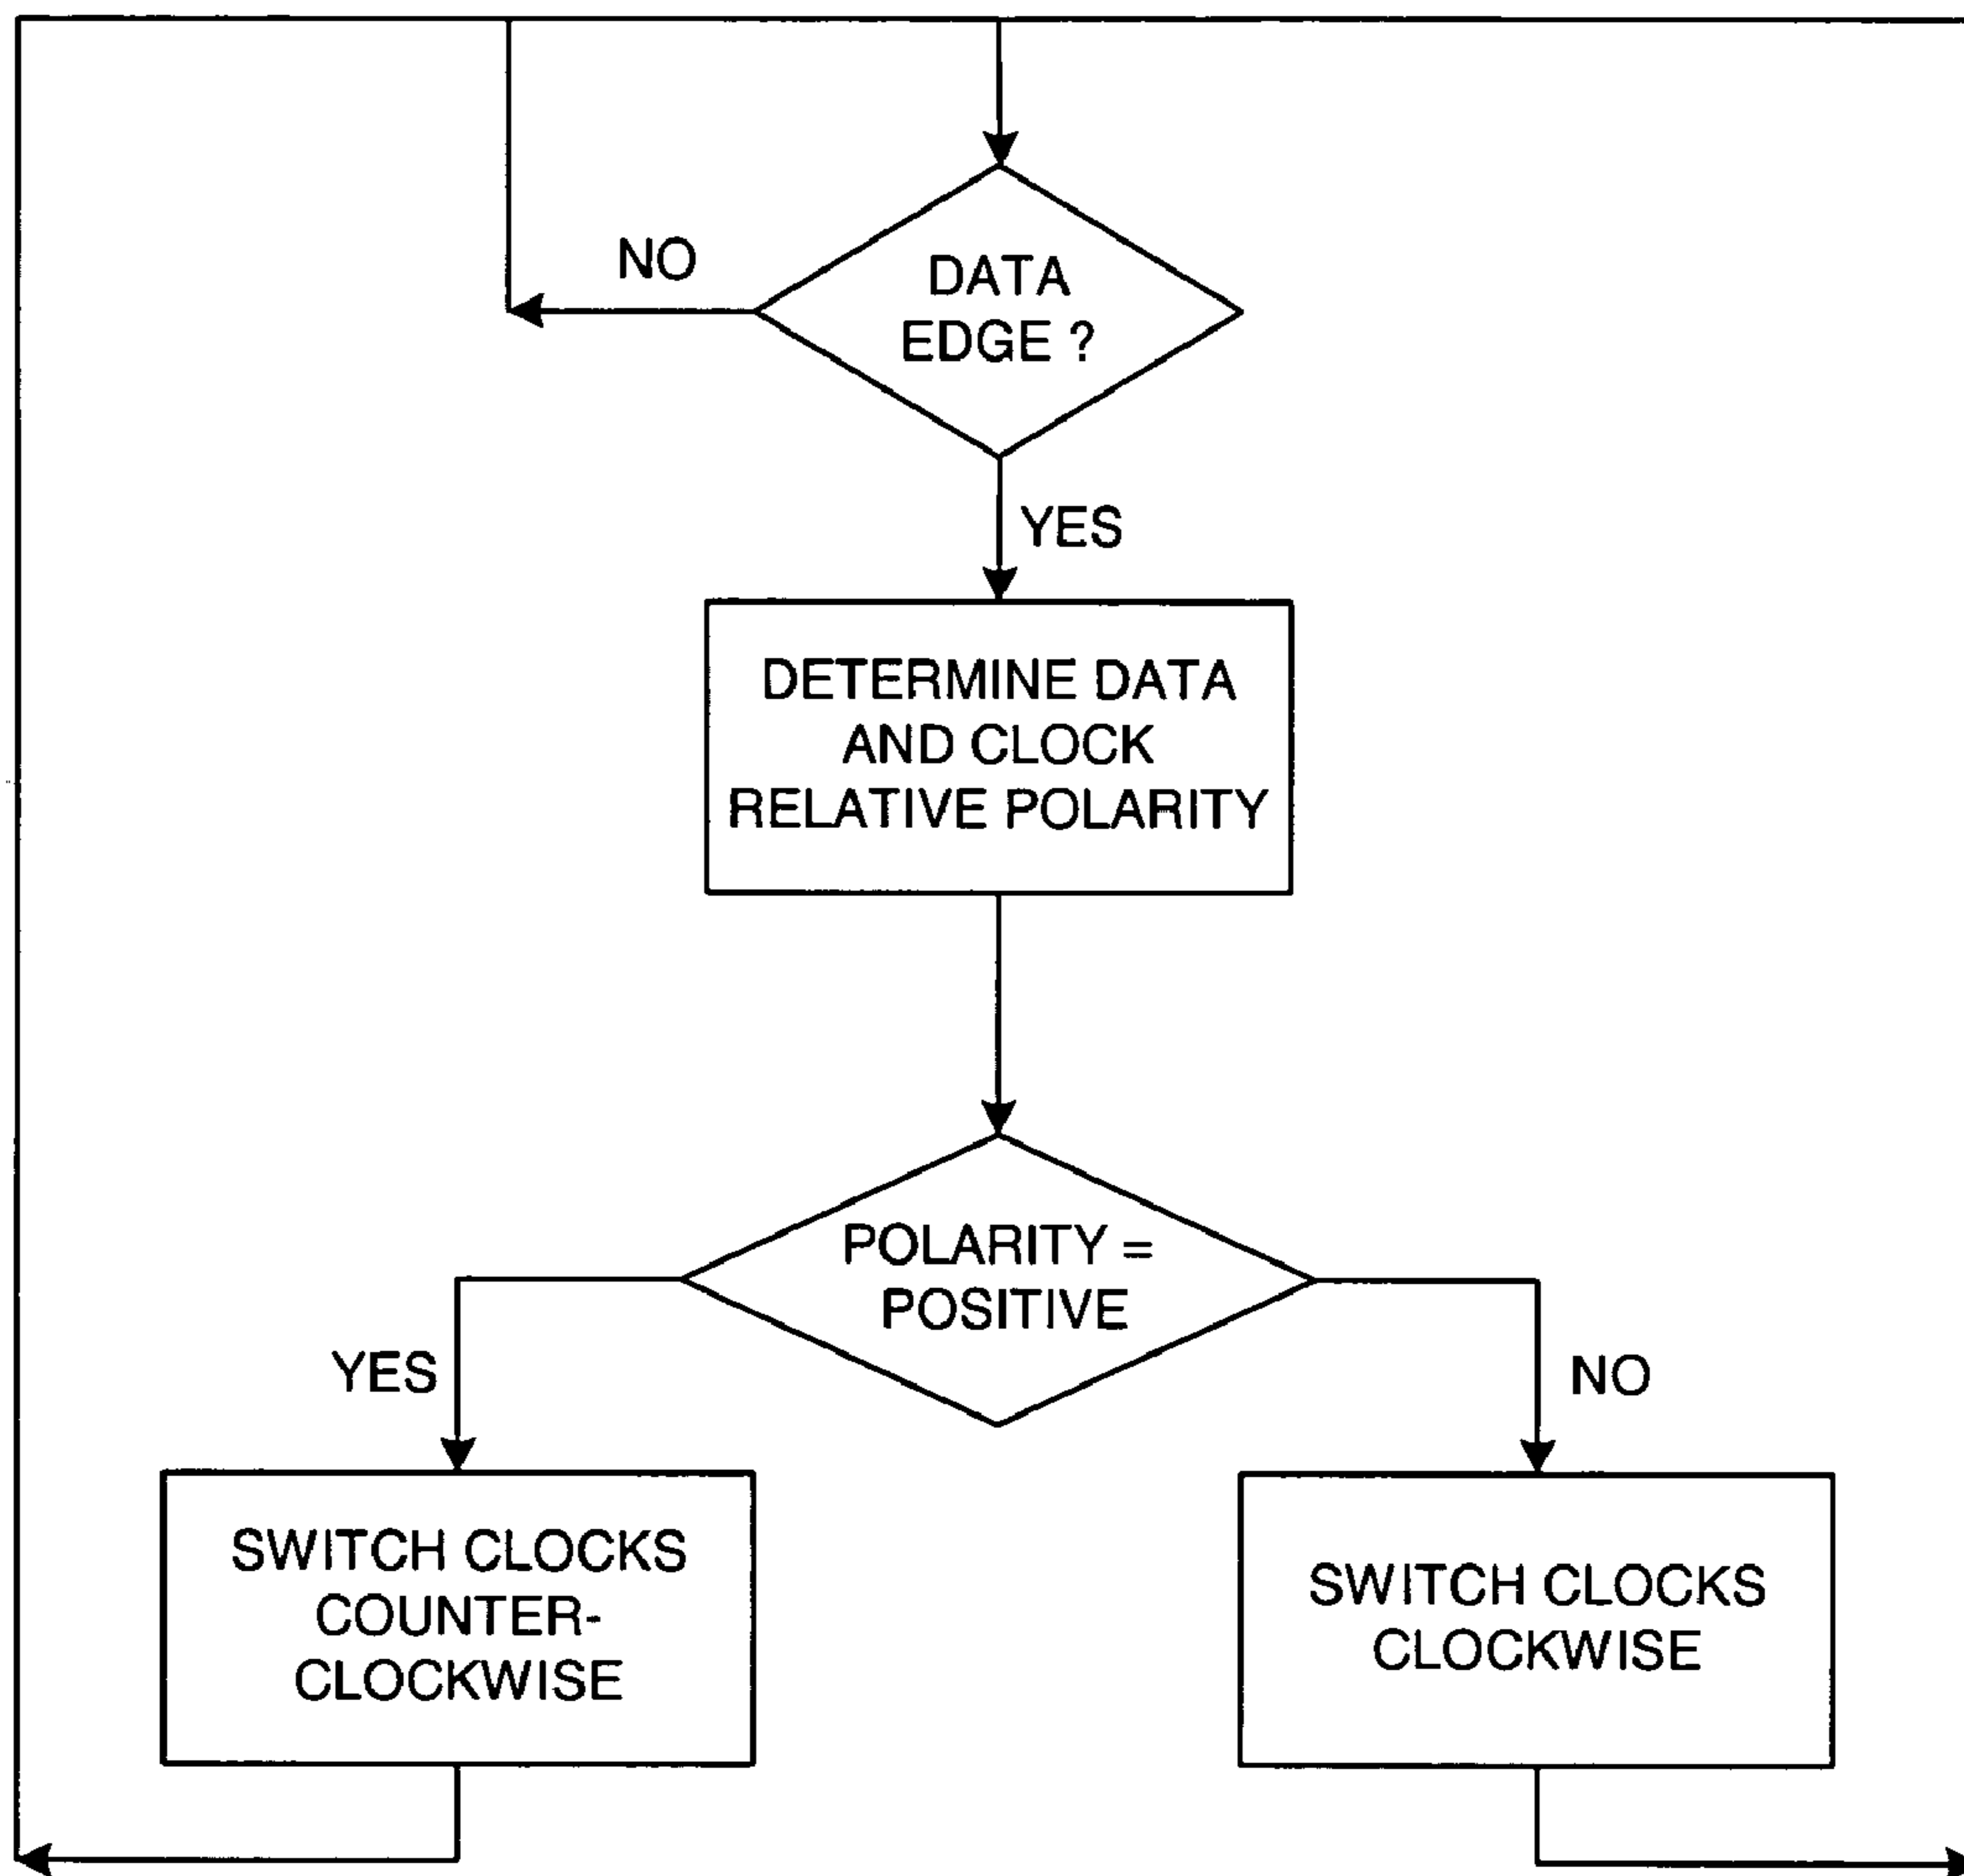 DATA
EDGE ?
NO
YES
DETERMINE DATA
AND CLOCK
RELATIVE POLARITY
POLARITY =
POSITIVE
YES
NO
SWITCH CLOCKS
COUNTER-
CLOCKWISE
SWITCH CLOCKS
CLOCKWISE